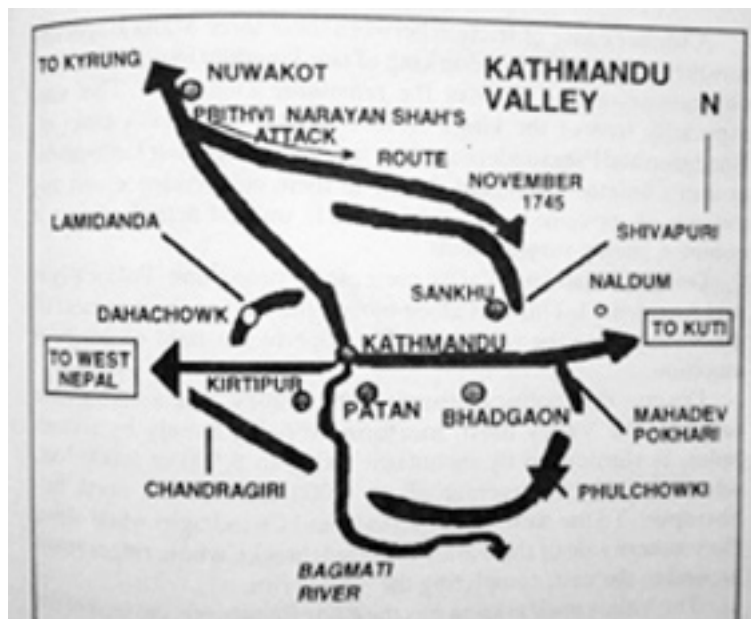 TO KYRUNG
NUWAKOT
KATHMANDU
VALLEY
N
PRITHVI NARAYAN SHAH'S
ATTACK
ROUTE
NOVEMBER
1745
LAMIDANDA
SHIVAPURI
SANKHU
NALDUM
DAHACHOWK
KATHMANDU
TO KUTI
TO WEST
NEPAL
KIRTIPUR
PATAN
BHADGAON
MAHADEV
POKHARI
CHANDRAGIRI
PHULCHOWKI
BAGMATI
RIVER